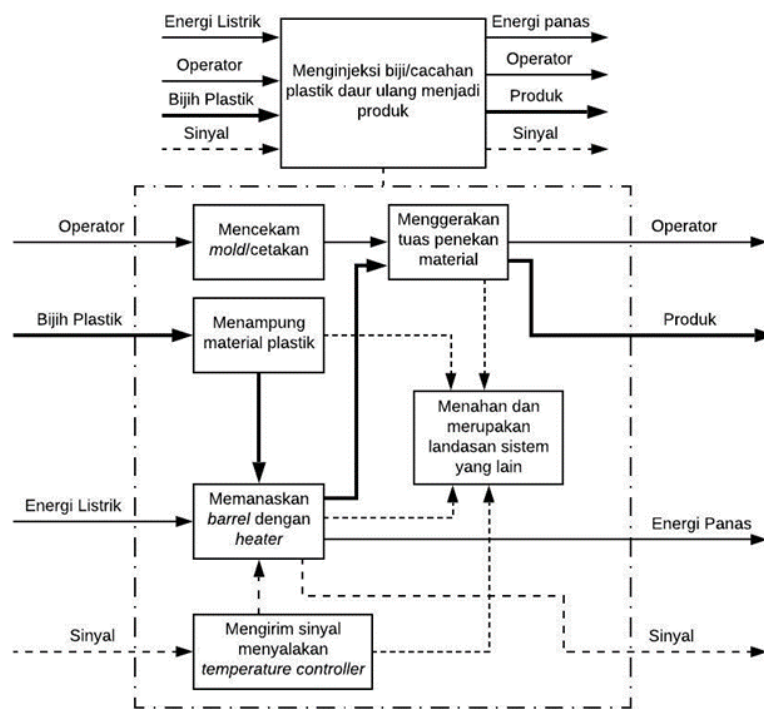 Energi Listrik
Operator
Bijih Plastik
Sinyal
Menginjeksi biji/cacahan
plastik daur ulang menjadi
produk
Energi panas
Operator
Produk
Sinyal
Operator
Mencekam
mold/cetakan
Menggerakan
tuas penekan
material
Operator
Bijih Plastik
Menampung
material plastik
Produk
Menahan dan
merupakan
landasan sistem
yang lain
Energi Listrik
Memanaskan
barrel dengan
heater
Energi Panas
Sinyal
Mengirim sinyal
menyalakan
temperature controller
Sinyal